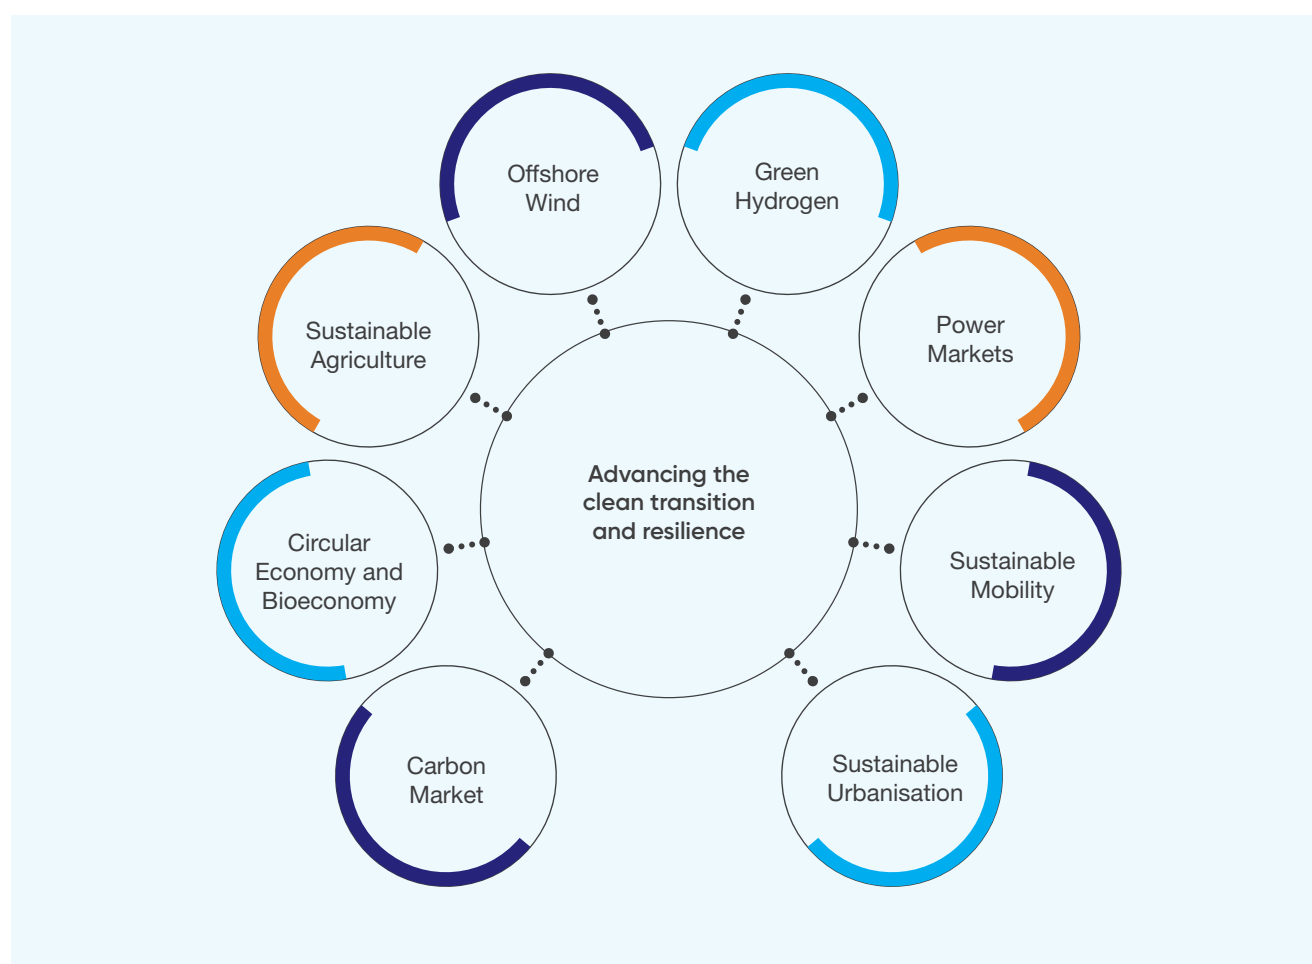 Offshore
Wind
Green
Hydrogen
Sustainable
Agriculture
Power
Markets
Advancing the
clean transition
and resilience
Circular
Economy and
Bioeconomy
Sustainable
Mobility
Carbon
Market
Sustainable
Urbanisation